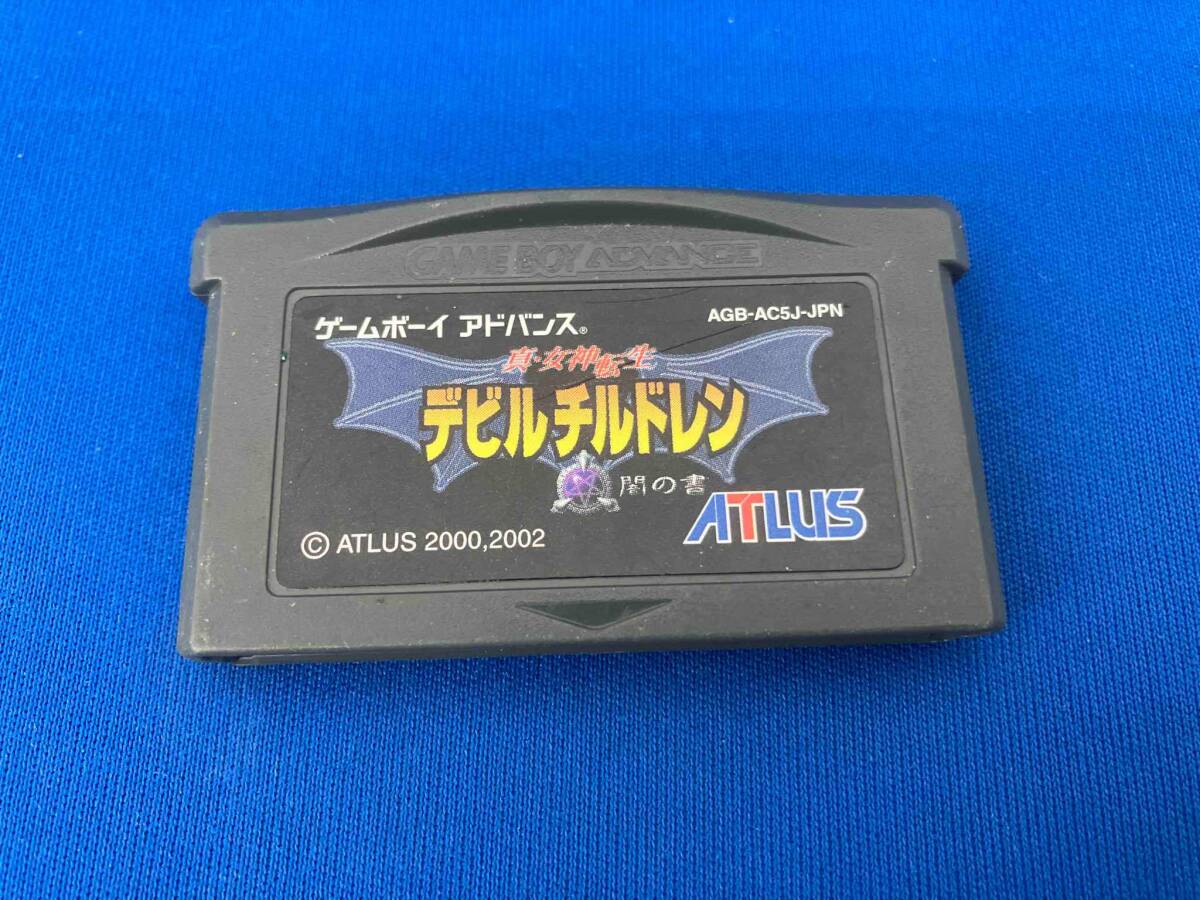 GAME BOY ADVANCE
ゲームボーイ アドバンス®
AGB-AC5J-JPN
真・女神転生
デビルチルドレン
闇の書
ATLUS
© ATLUS 2000,2002